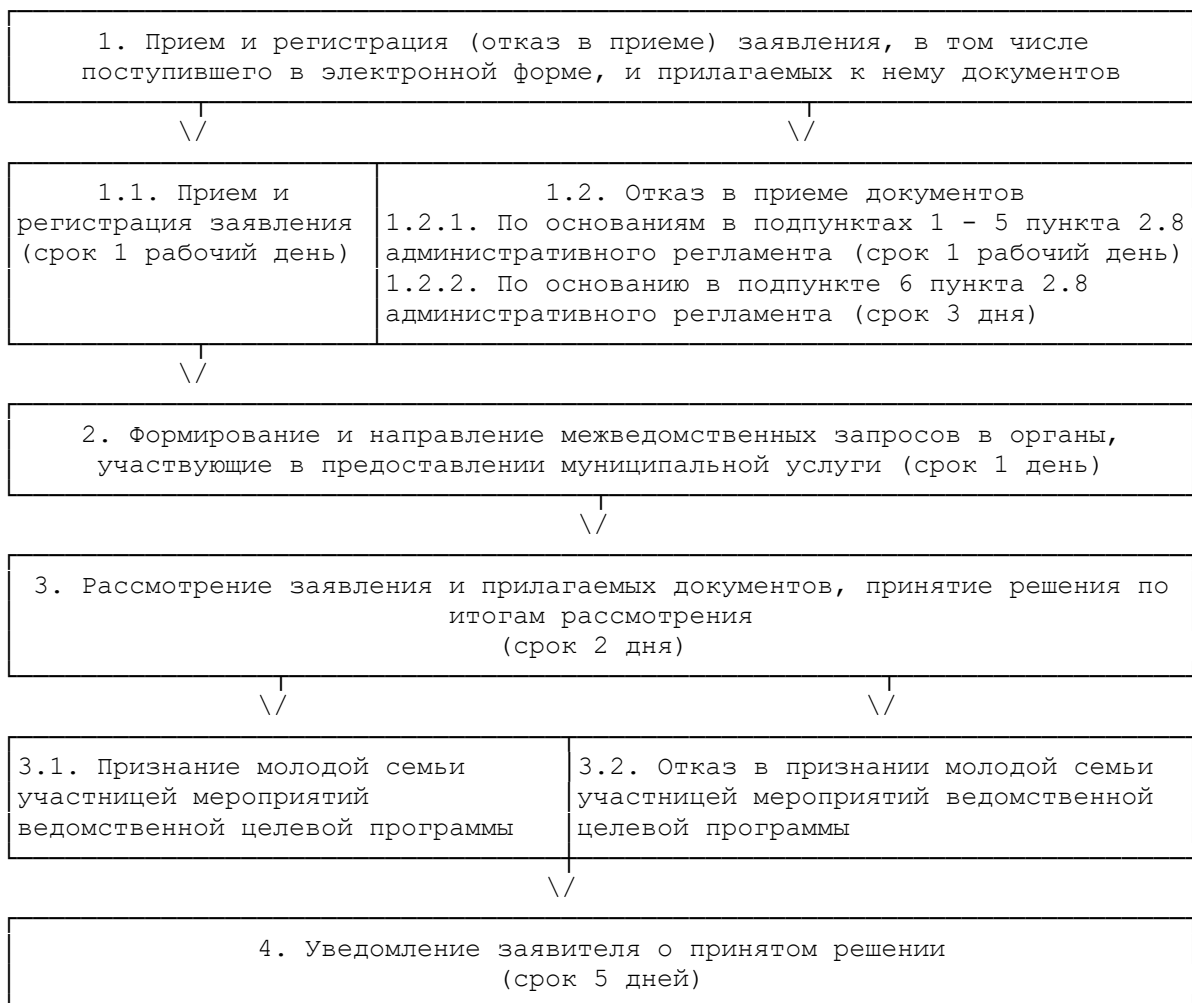 1. Прием и регистрация (отказ в приеме) заявления, в том числе
поступившего в электронной форме, и прилагаемых к нему документов
\/ \/
1.1. Прием и
регистрация заявления
(срок 1 рабочий день)
1.2. Отказ в приеме документов
1.2.1. По основаниям в подпунктах 1 - 5 пункта 2.8
административного регламента (срок 1 рабочий день)
1.2.2. По основанию в подпункте 6 пункта 2.8
административного регламента (срок 3 дня)
\/
2. Формирование и направление межведомственных запросов в органы,
участвующие в предоставлении муниципальной услуги (срок 1 день)
\/
3. Рассмотрение заявления и прилагаемых документов, принятие решения по
итогам рассмотрения
(срок 2 дня)
\/ \/
3.1. Признание молодой семьи
участницей мероприятий
ведомственной целевой программы
3.2. Отказ в признании молодой семьи
участницей мероприятий ведомственной
целевой программы
\/
4. Уведомление заявителя о принятом решении
(срок 5 дней)